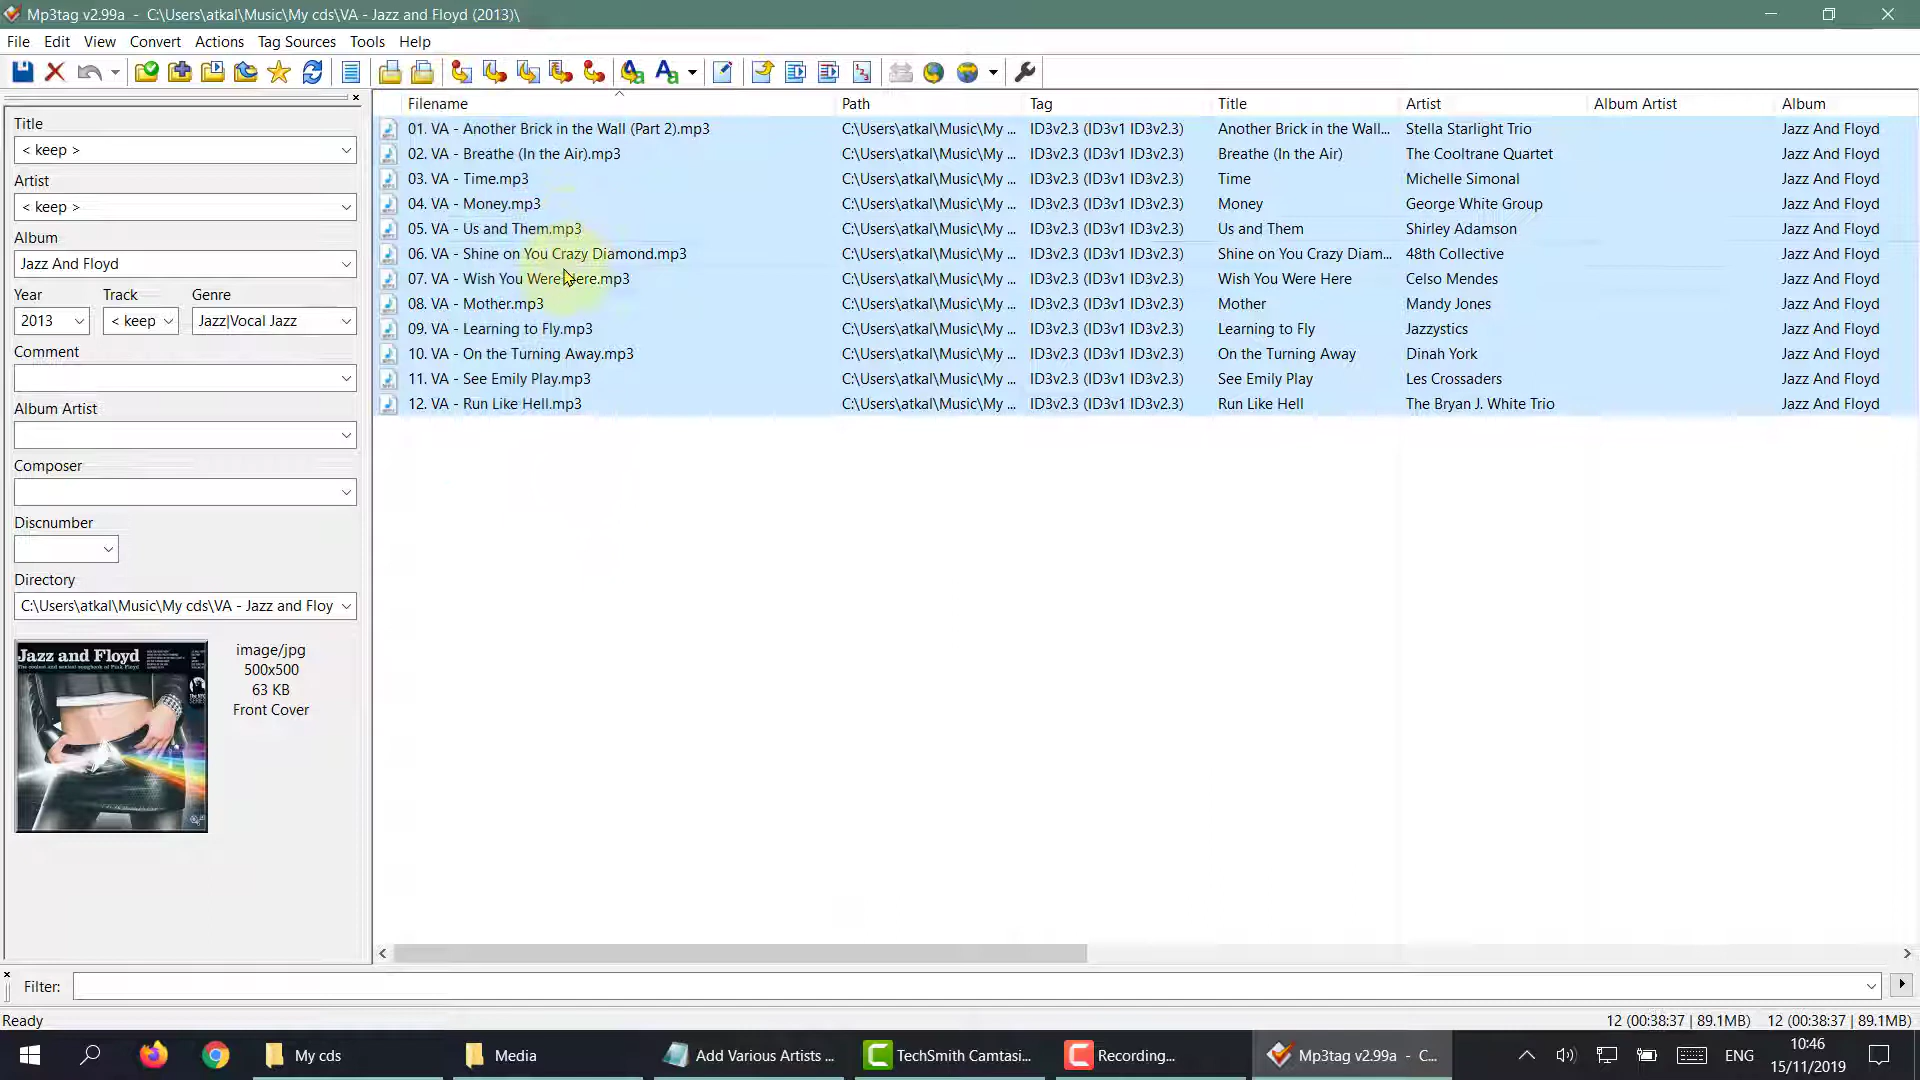 Mp3tag v2.99a - C:\Users\atkal\Music\My cds\VA - Jazz and Floyd (2013)\
File Edit View Convert Actions Tag Sources Tools Help
Title
< keep >
Artist
< keep >
Album
Jazz And Floyd
Year Track Genre
2013 < keep Jazz|Vocal Jazz
Comment
Album Artist
Composer
Discnumber
Directory
C:\Users\atkal\Music\My cds\VA - Jazz and Floy
Jazz and Floyd
image/jpg
500x500
63 KB
Front Cover
Filename Path Tag Title Artist Album Artist Album
01. VA - Another Brick in the Wall (Part 2).mp3 C:\Users\atkal\Music\My ... ID3v2.3 (ID3v1 ID3v2.3) Another Brick in the Wall... Stella Starlight Trio Jazz And Floyd
02. VA - Breathe (In the Air).mp3 C:\Users\atkal\Music\My ... ID3v2.3 (ID3v1 ID3v2.3) Breathe (In the Air) The Cooltrane Quartet Jazz And Floyd
03. VA - Time.mp3 C:\Users\atkal\Music\My ... ID3v2.3 (ID3v1 ID3v2.3) Time Michelle Simonal Jazz And Floyd
04. VA - Money.mp3 C:\Users\atkal\Music\My ... ID3v2.3 (ID3v1 ID3v2.3) Money George White Group Jazz And Floyd
05. VA - Us and Them.mp3 C:\Users\atkal\Music\My ... ID3v2.3 (ID3v1 ID3v2.3) Us and Them Shirley Adamson Jazz And Floyd
06. VA - Shine on You Crazy Diamond.mp3 C:\Users\atkal\Music\My ... ID3v2.3 (ID3v1 ID3v2.3) Shine on You Crazy Diam... 48th Collective Jazz And Floyd
07. VA - Wish You Were Here.mp3 C:\Users\atkal\Music\My ... ID3v2.3 (ID3v1 ID3v2.3) Wish You Were Here Celso Mendes Jazz And Floyd
08. VA - Mother.mp3 C:\Users\atkal\Music\My ... ID3v2.3 (ID3v1 ID3v2.3) Mother Mandy Jones Jazz And Floyd
09. VA - Learning to Fly.mp3 C:\Users\atkal\Music\My ... ID3v2.3 (ID3v1 ID3v2.3) Learning to Fly Jazzystics Jazz And Floyd
10. VA - On the Turning Away.mp3 C:\Users\atkal\Music\My ... ID3v2.3 (ID3v1 ID3v2.3) On the Turning Away Dinah York Jazz And Floyd
11. VA - See Emily Play.mp3 C:\Users\atkal\Music\My ... ID3v2.3 (ID3v1 ID3v2.3) See Emily Play Les Crossaders Jazz And Floyd
12. VA - Run Like Hell.mp3 C:\Users\atkal\Music\My ... ID3v2.3 (ID3v1 ID3v2.3) Run Like Hell The Bryan J. White Trio Jazz And Floyd
Filter:
Ready 12 (00:38:37 | 89.1MB) 12 (00:38:37 | 89.1MB)
My cds Media Add Various Artists ... TechSmith Camtasi... Recording... Mp3tag v2.99a - C... ENG
10:46
15/11/2019